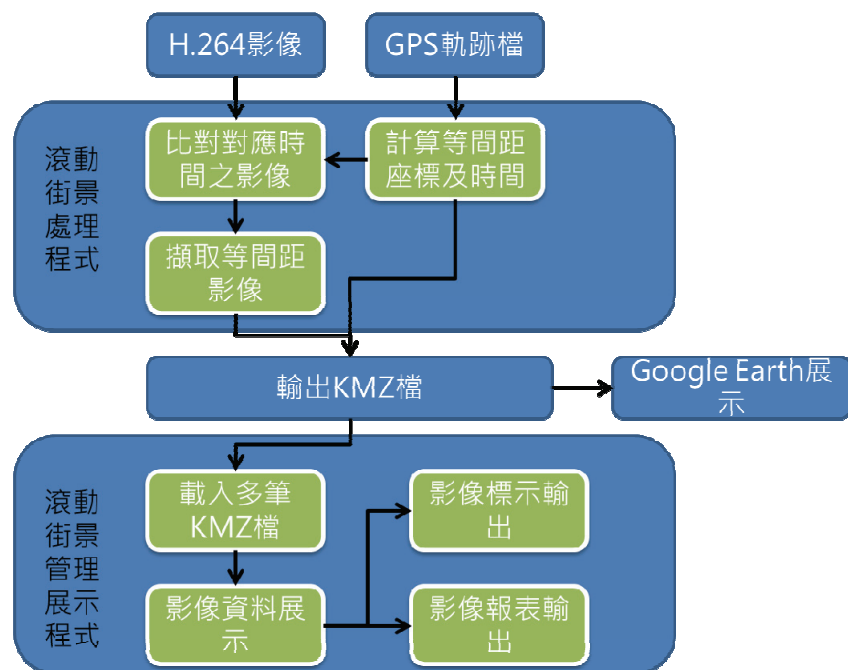 H.264影像
GPS軌跡檔
滾動
街景
處理
程式
比對對應時
間之影像
計算等間距
座標及時間
擷取等間距
影像
輸出KMZ檔
Google Earth展
示
滾動
街景
管理
展示
程式
載入多筆
KMZ檔
影像標示輸
出
影像資料展
示
影像報表輸
出